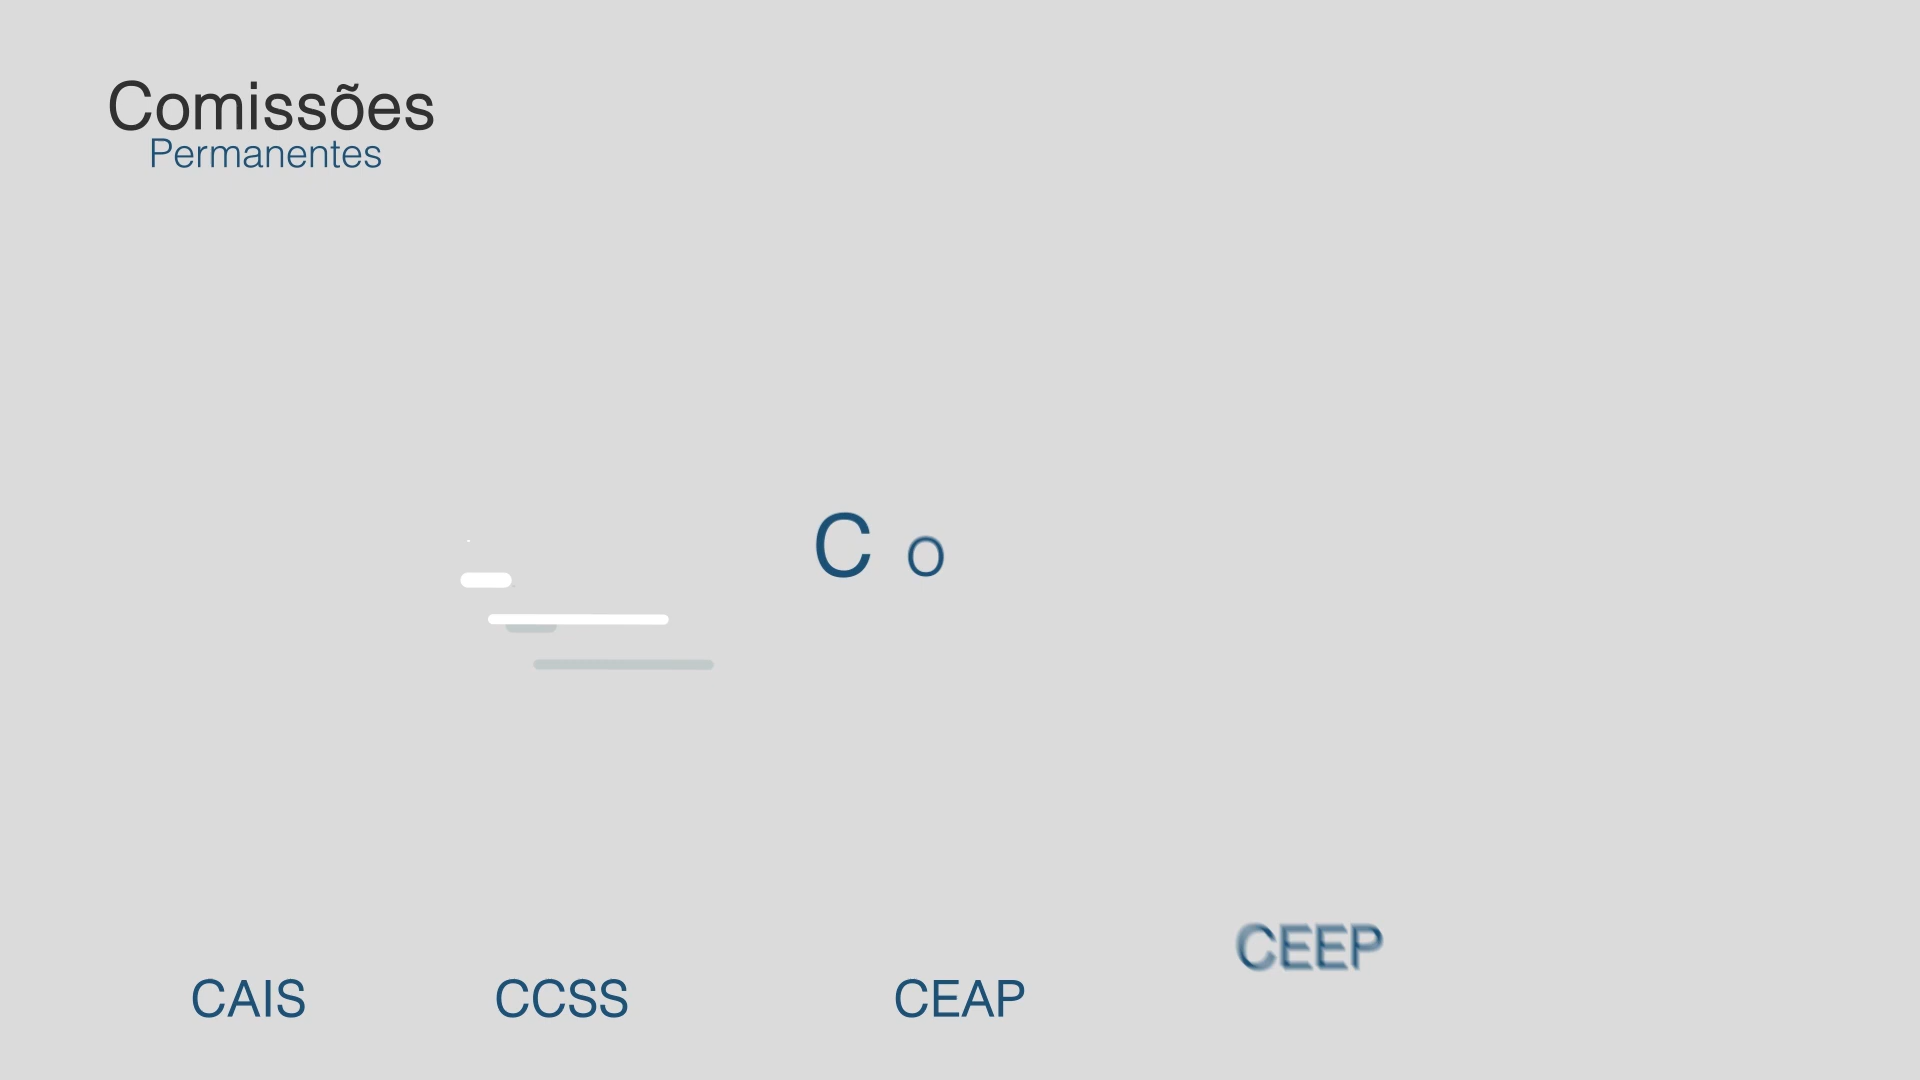 Comissões
Permanentes
C o
CEEP
CAIS CCSS CEAP